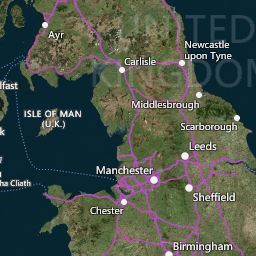 UNITED
KINGDOM
Ayr
Newcastle
upon Tyne
Carlisle
Middlesbrough
ISLE OF MAN
(U.K.)
Scarborough
Leeds
Manchester
Sheffield
Chester
Birmingham
ha Cliath